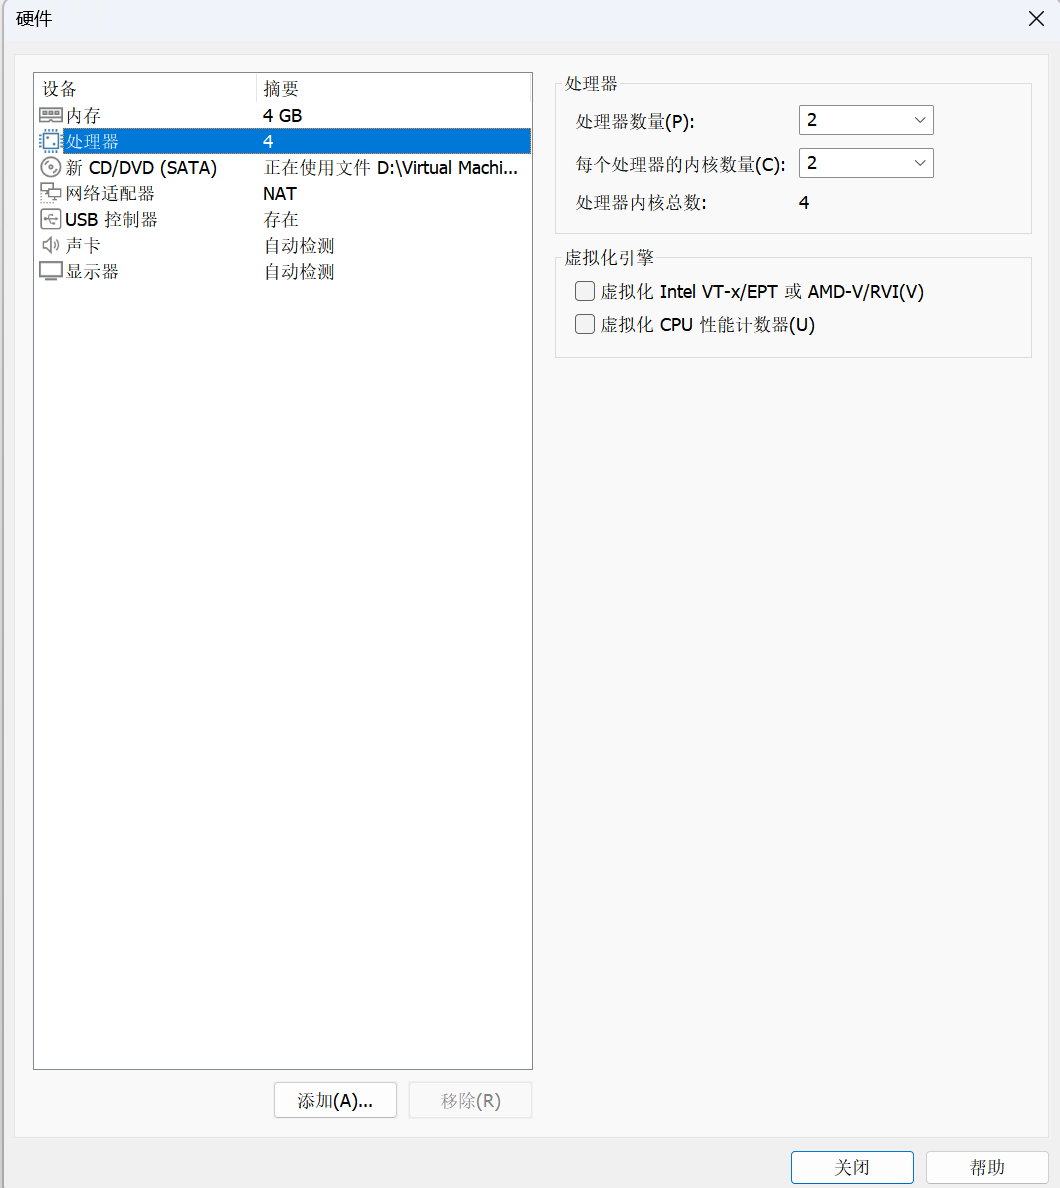 硬件
设备 摘要
内存 4 GB
处理器 4
新 CD/DVD (SATA) 正在使用文件 D:\Virtual Machi...
网络适配器 NAT
USB 控制器 存在
声卡 自动检测
显示器 自动检测
添加(A)... 移除(R)
处理器
处理器数量(P): 2
每个处理器的内核数量(C): 2
处理器内核总数: 4
虚拟化引擎
虚拟化 Intel VT-x/EPT 或 AMD-V/RVI(V)
虚拟化 CPU 性能计数器(U)
关闭 帮助